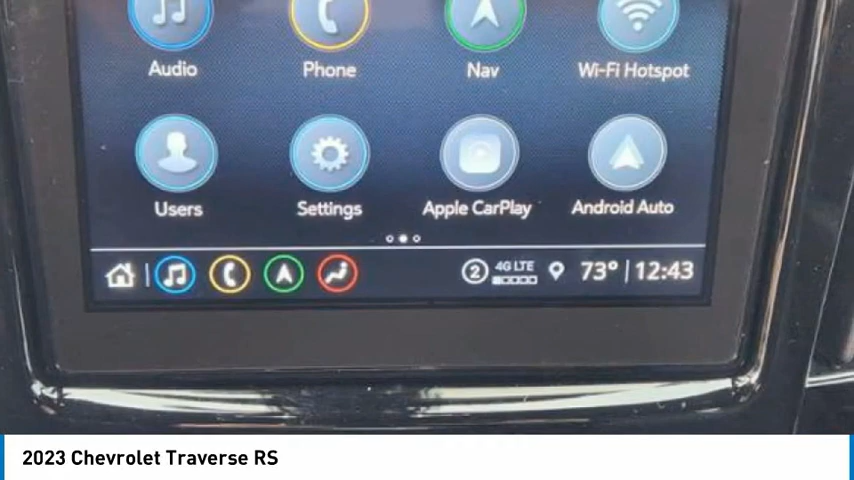 Audio Phone Nav Wi-Fi Hotspot
Users Settings Apple CarPlay Android Auto
2 4G LTE 73° 12:43
2023 Chevrolet Traverse RS